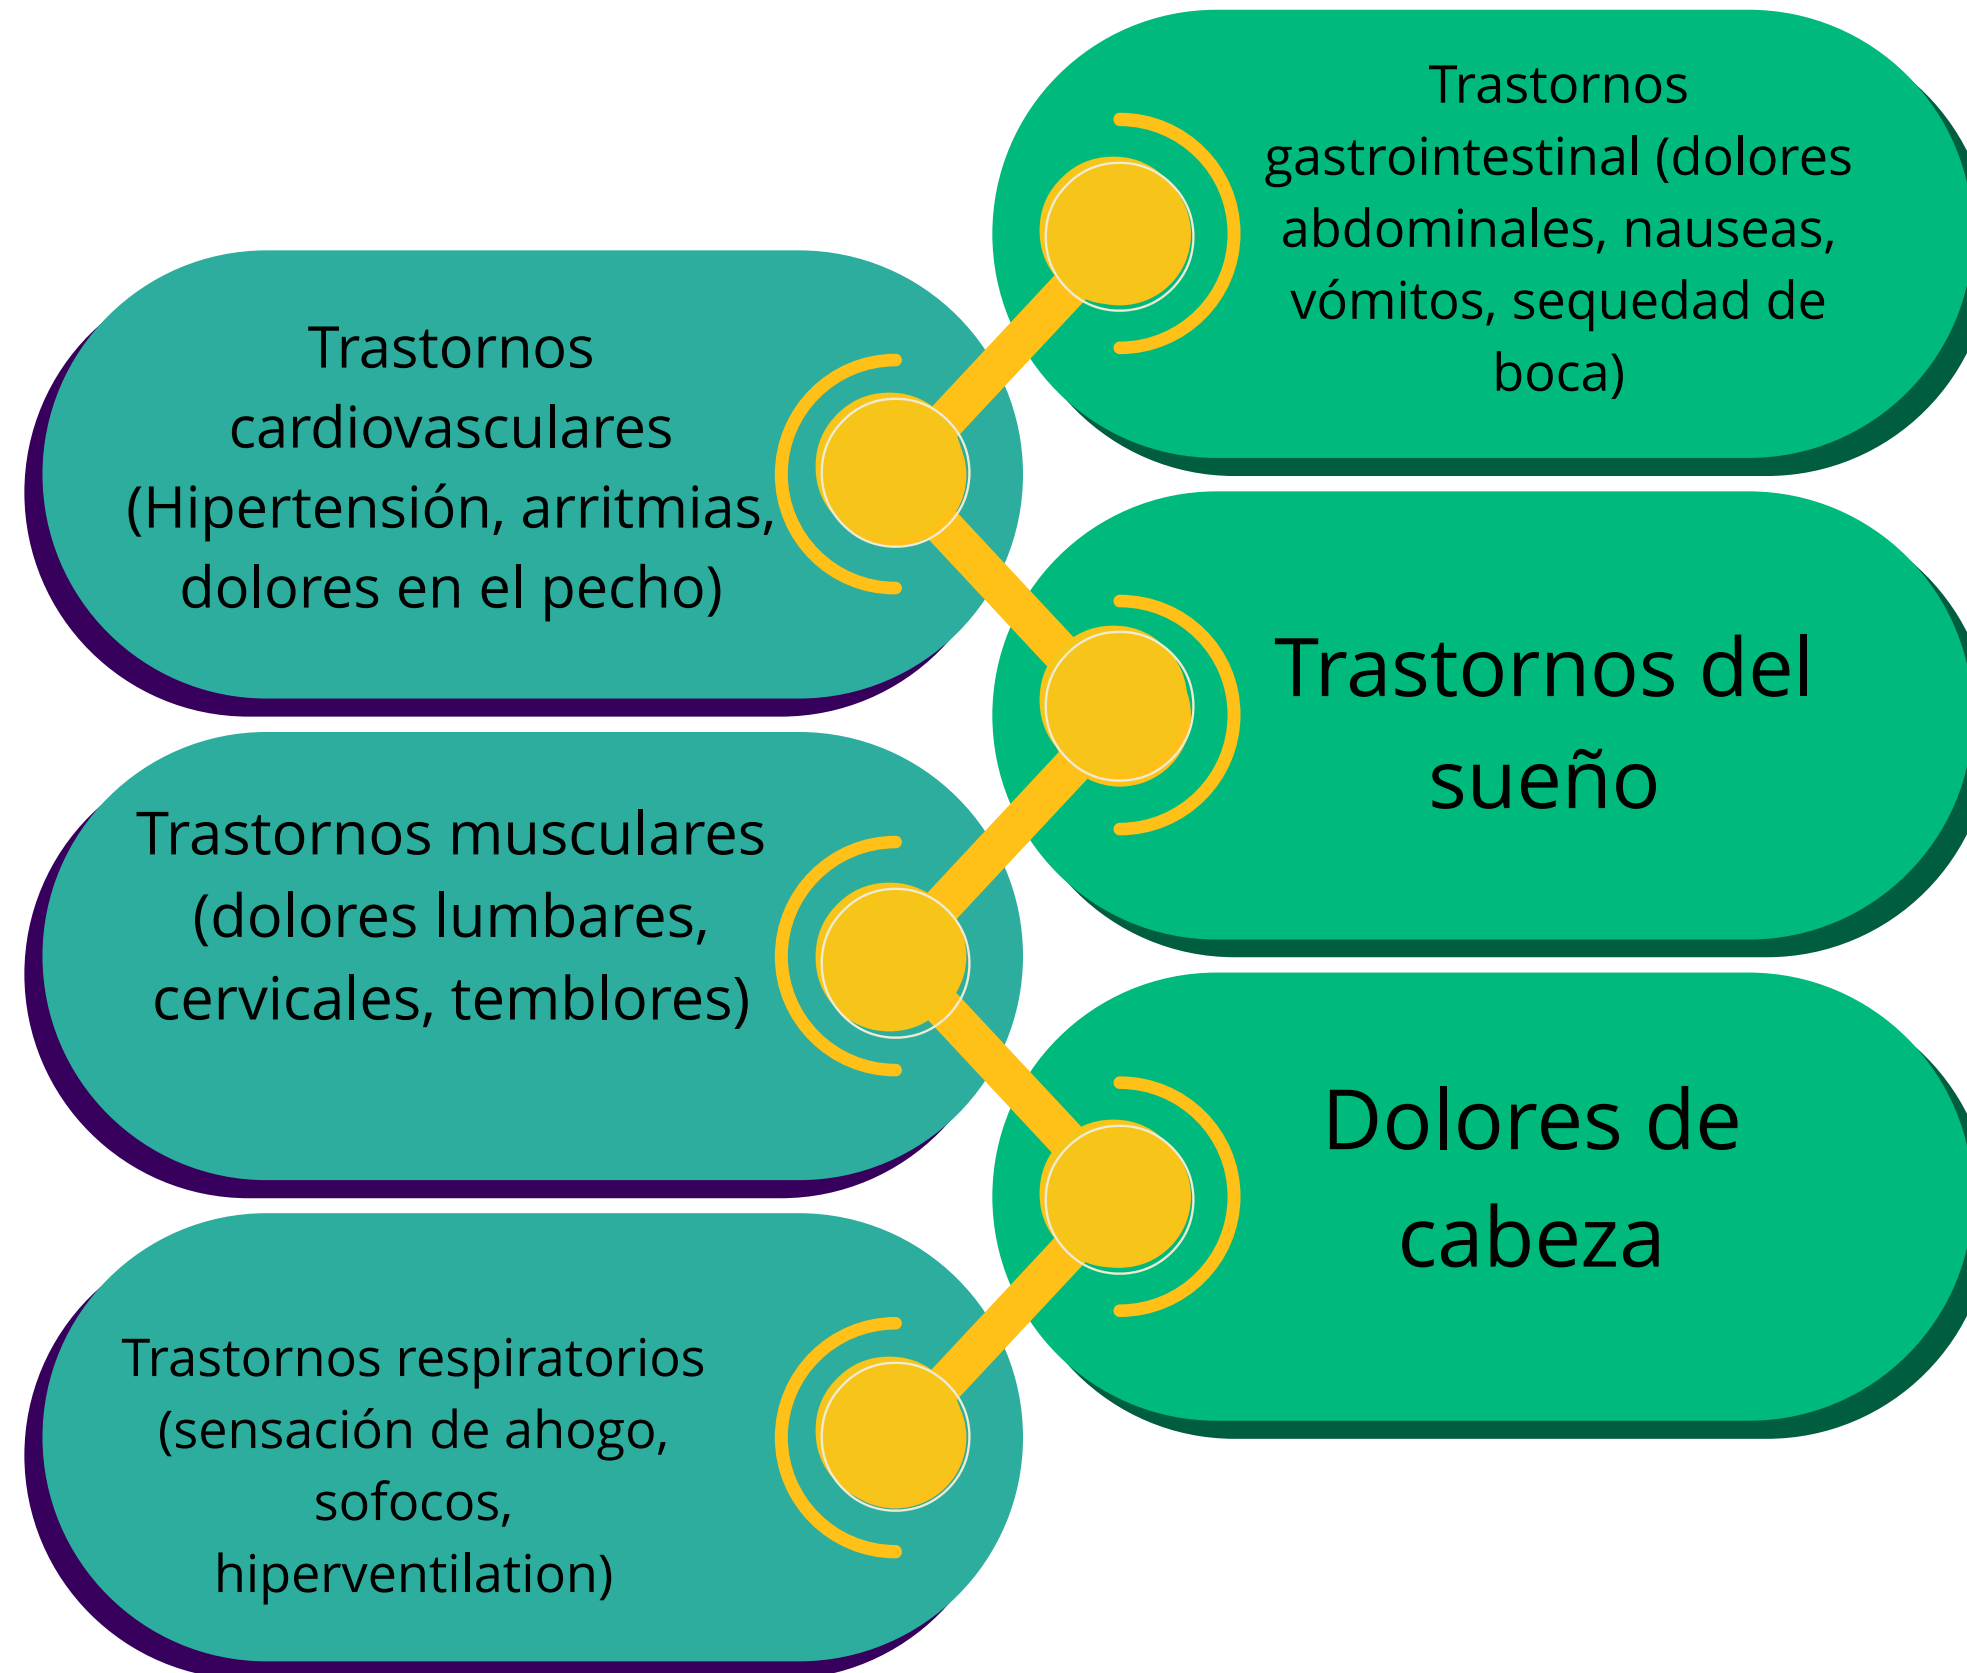 Trastornos
gastrointestinal (dolores
abdominales, nauseas,
vómitos, sequedad de
boca)
Trastornos
cardiovasculares
(Hipertensión, arritmias,
dolores en el pecho)
Trastornos del
sueño
Trastornos musculares
(dolores lumbares,
cervicales, temblores)
Dolores de
cabeza
Trastornos respiratorios
(sensación de ahogo,
sofocos,
hiperventilation)